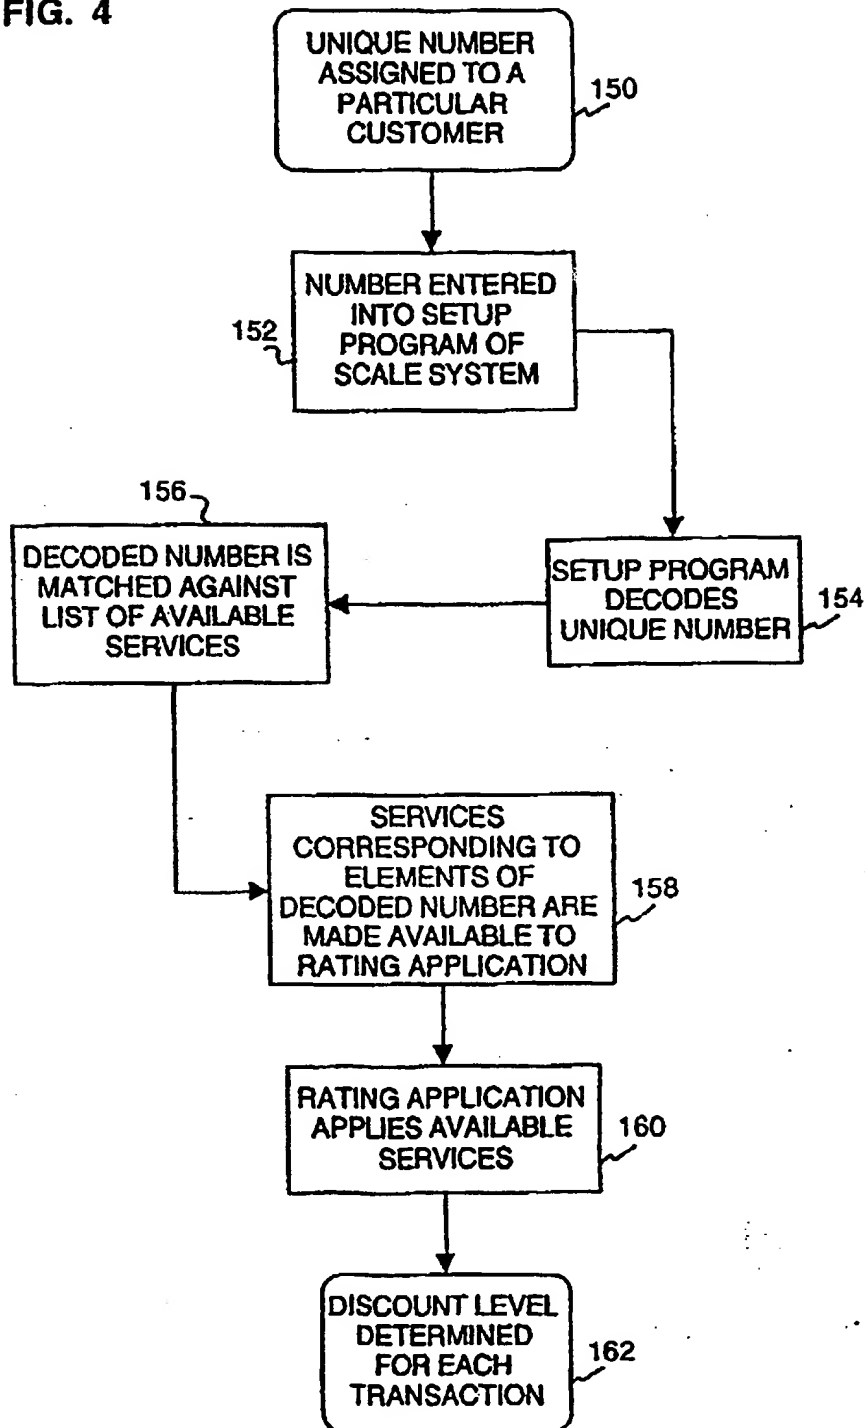 FIG. 4
UNIQUE NUMBER
ASSIGNED TO A
PARTICULAR
CUSTOMER
150
NUMBER ENTERED
INTO SETUP
PROGRAM OF
SCALE SYSTEM
152
SETUP PROGRAM
DECODES
UNIQUE NUMBER
154
156
DECODED NUMBER IS
MATCHED AGAINST
LIST OF AVAILABLE
SERVICES
SERVICES
CORRESPONDING TO
ELEMENTS OF
DECODED NUMBER ARE
MADE AVAILABLE TO
RATING APPLICATION
158
RATING APPLICATION
APPLIES AVAILABLE
SERVICES
160
DISCOUNT LEVEL
DETERMINED
FOR EACH
TRANSACTION
162